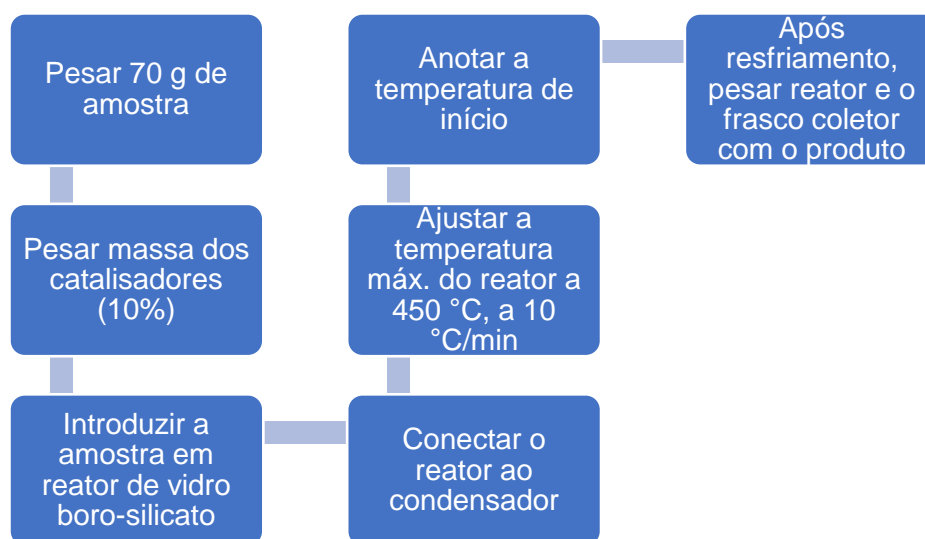 Pesar 70 g de
amostra
Pesar massa dos
catalisadores
(10%)
Introduzir a
amostra em
reator de vidro
boro-silicato
Conectar o
reator ao
condensador
Ajustar a
temperatura
máx. do reator a
450 °C, a 10
°C/min
Anotar a
temperatura de
início
Após
resfriamento,
pesar reator e o
frasco coletor
com o produto